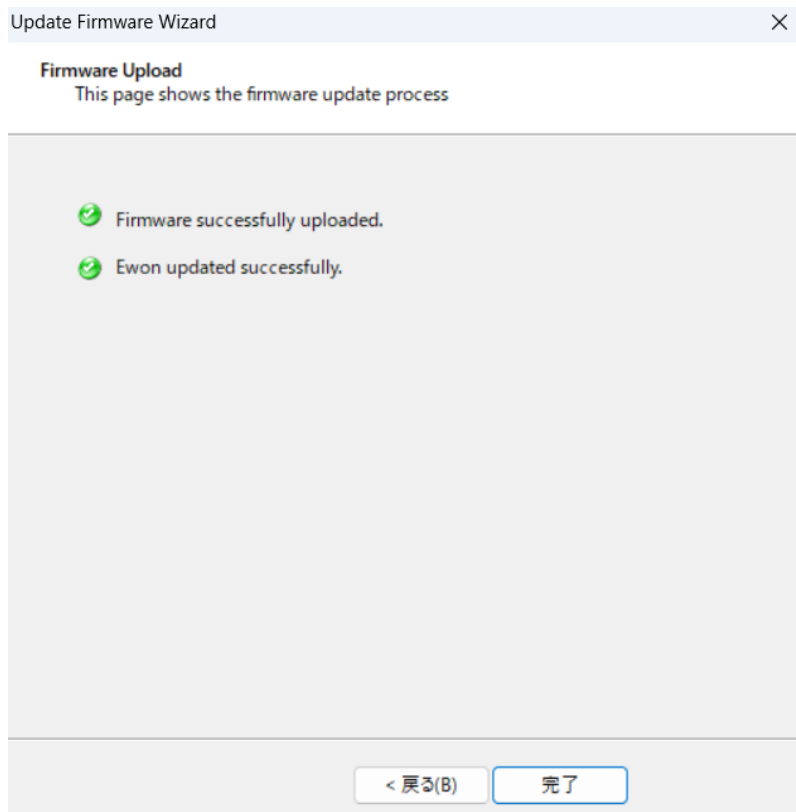 Update Firmware Wizard
Firmware Upload
This page shows the firmware update process
Firmware successfully uploaded.
Ewon updated successfully.
< 戻る(B)
完了